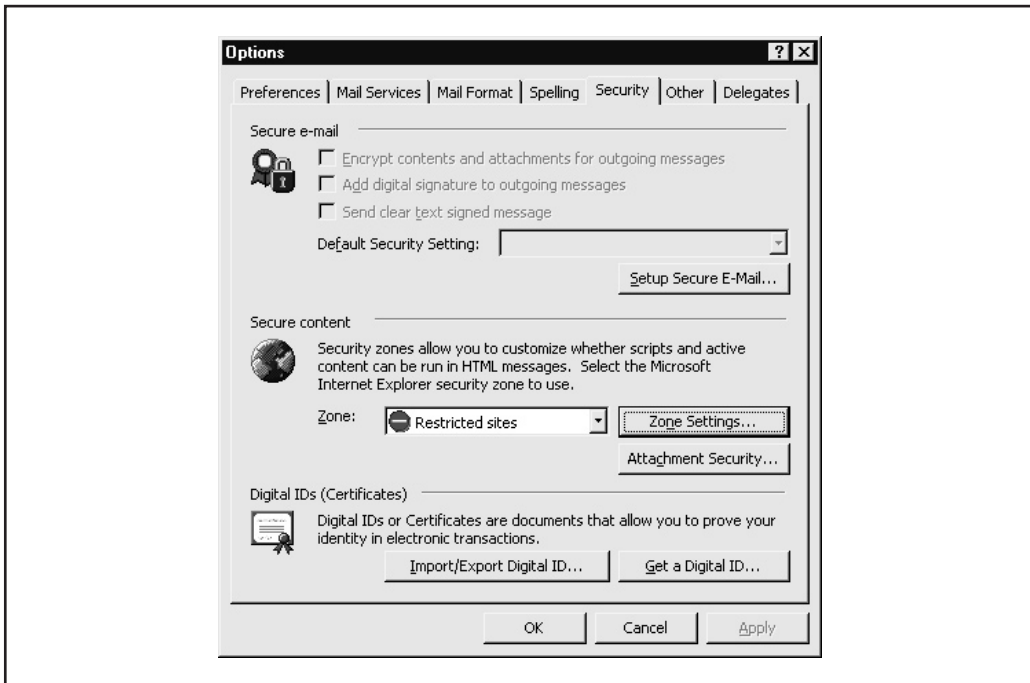 Options
Preferences Mail Services Mail Format Spelling Security Other Delegates
Secure e-mail
Encrypt contents and attachments for outgoing messages
Add digital signature to outgoing messages
Send clear text signed message
Default Security Setting:
Setup Secure E-Mail...
Secure content
Security zones allow you to customize whether scripts and active
content can be run in HTML messages. Select the Microsoft
Internet Explorer security zone to use.
Zone: Restricted sites Zone Settings...
Attachment Security...
Digital IDs (Certificates)
Digital IDs or Certificates are documents that allow you to prove your
identity in electronic transactions.
Import/Export Digital ID... Get a Digital ID...
OK Cancel Apply